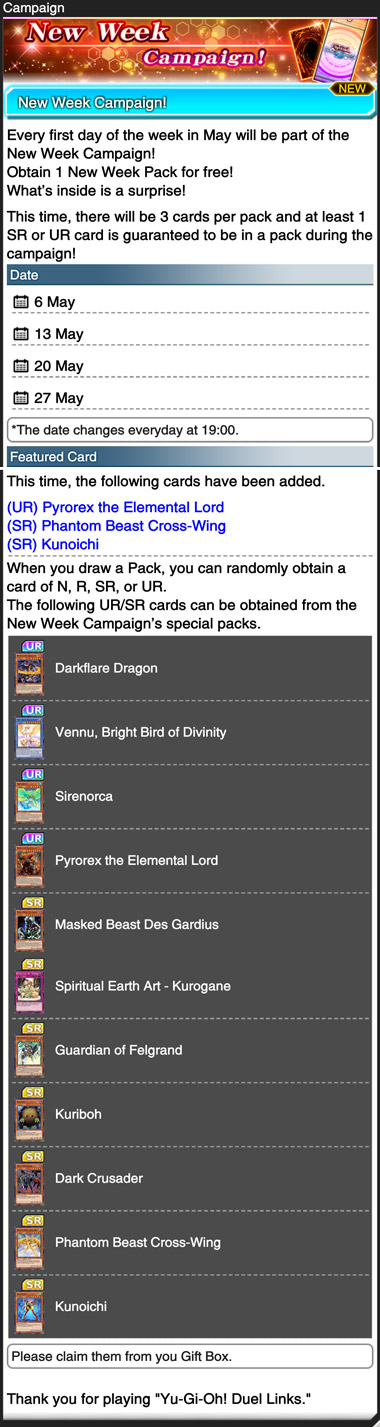 Campaign
New Week
Campaign!
NEW
New Week Campaign!
Every first day of the week in May will be part of the
New Week Campaign!
Obtain 1 New Week Pack for free!
What's inside is a surprise!
This time, there will be 3 cards per pack and at least 1
SR or UR card is guaranteed to be in a pack during the
campaign!
Date
6 May
13 May
20 May
27 May
*The date changes everyday at 19:00.
Featured Card
This time, the following cards have been added.
(UR) Pyrorex the Elemental Lord
(SR) Phantom Beast Cross-Wing
(SR) Kunoichi
When you draw a Pack, you can randomly obtain a
card of N, R, SR, or UR.
The following UR/SR cards can be obtained from the
New Week Campaign's special packs.
UR
Darkflare Dragon
UR
Vennu, Bright Bird of Divinity
UR
Sirenorca
UR
Pyrorex the Elemental Lord
SR
Masked Beast Des Gardius
SR
Spiritual Earth Art - Kurogane
SR
Guardian of Felgrand
SR
Kuriboh
SR
Dark Crusader
SR
Phantom Beast Cross-Wing
SR
Kunoichi
Please claim them from you Gift Box.
Thank you for playing "Yu-Gi-Oh! Duel Links."